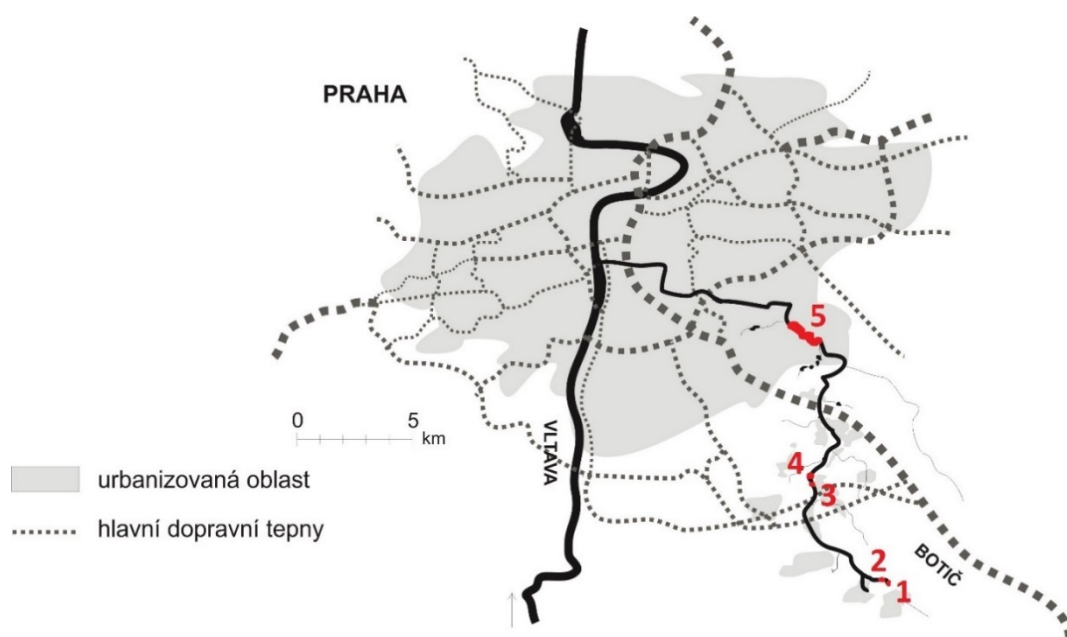 PRAHA
5
0 5
km
VLTAVA
urbanizovaná oblast
hlavní dopravní tepny
4
3
BOTIČ
2
1